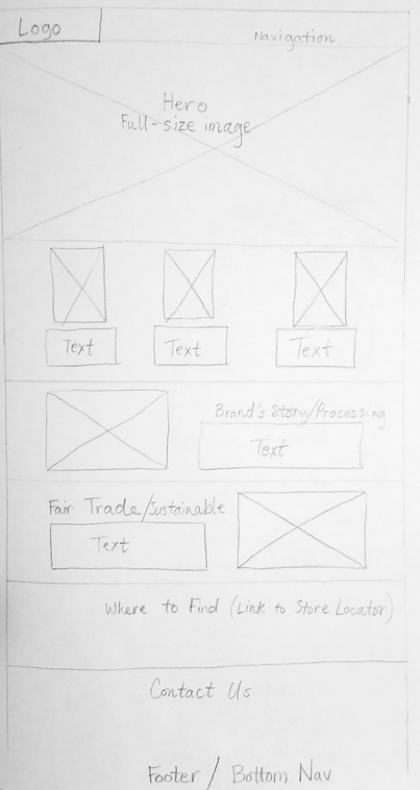 Logo
Navigation
Hero
Full-size image
Text
Text
Text
Brand's Story/Processing
Text
Fair Trade/Sustainable
Text
Where to Find (Link to Store Locator)
Contact Us
Footer / Bottom Nav